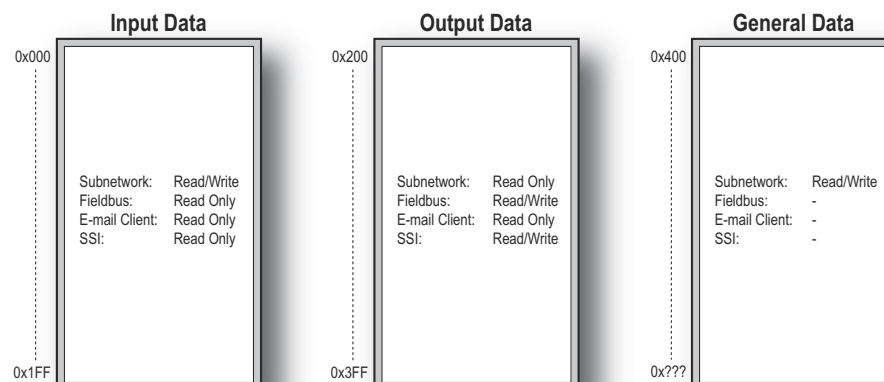 Input Data
0x000
Subnetwork: Read/Write
Fieldbus: Read Only
E-mail Client: Read Only
SSI: Read Only
0x1FF
Output Data
0x200
Subnetwork: Read Only
Fieldbus: Read/Write
E-mail Client: Read Only
SSI: Read/Write
0x3FF
General Data
0x400
Subnetwork: Read/Write
Fieldbus: -
E-mail Client: -
SSI: -
0x???